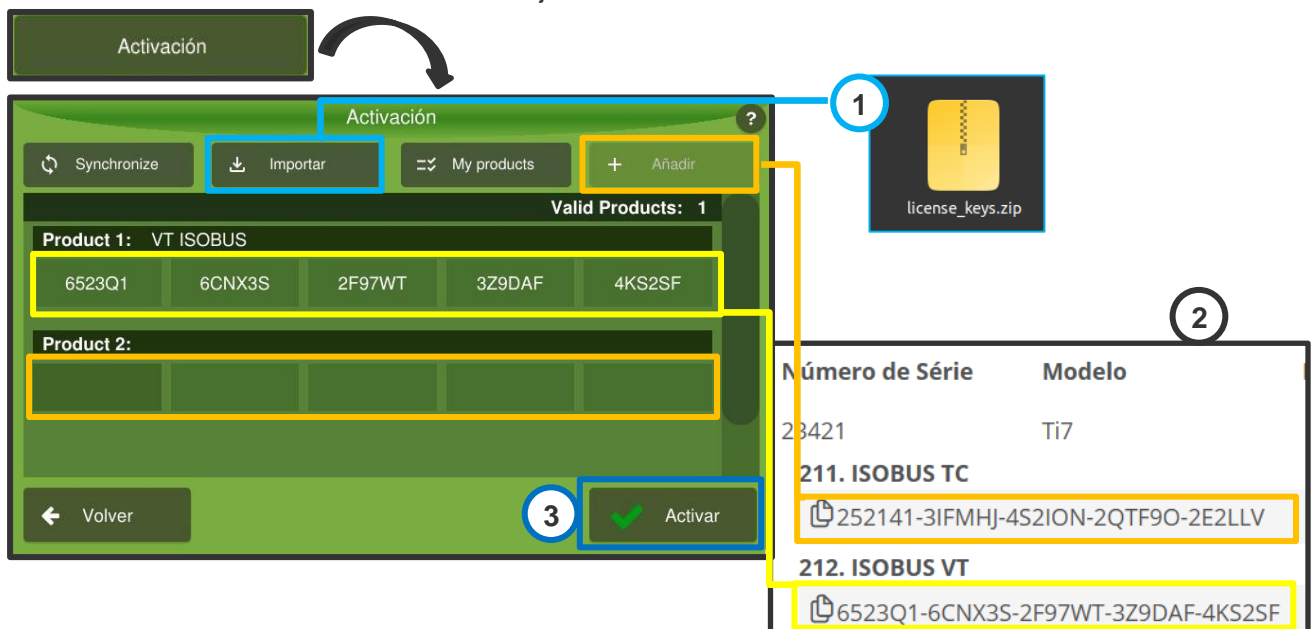 Activación
Activación
?
Synchronize
Importar
My products
+ Añadir
Valid Products: 1
Product 1: VT ISOBUS
6523Q1 6CNX3S 2F97WT 3Z9DAF 4KS2SF
Product 2:
Volver
3
Activar
1
license_keys.zip
2
Número de Série Modelo
23421 Ti7
211. ISOBUS TC
252141-3IFMHJ-4S2ION-2QTF9O-2E2LLV
212. ISOBUS VT
6523Q1-6CNX3S-2F97WT-3Z9DAF-4KS2SF